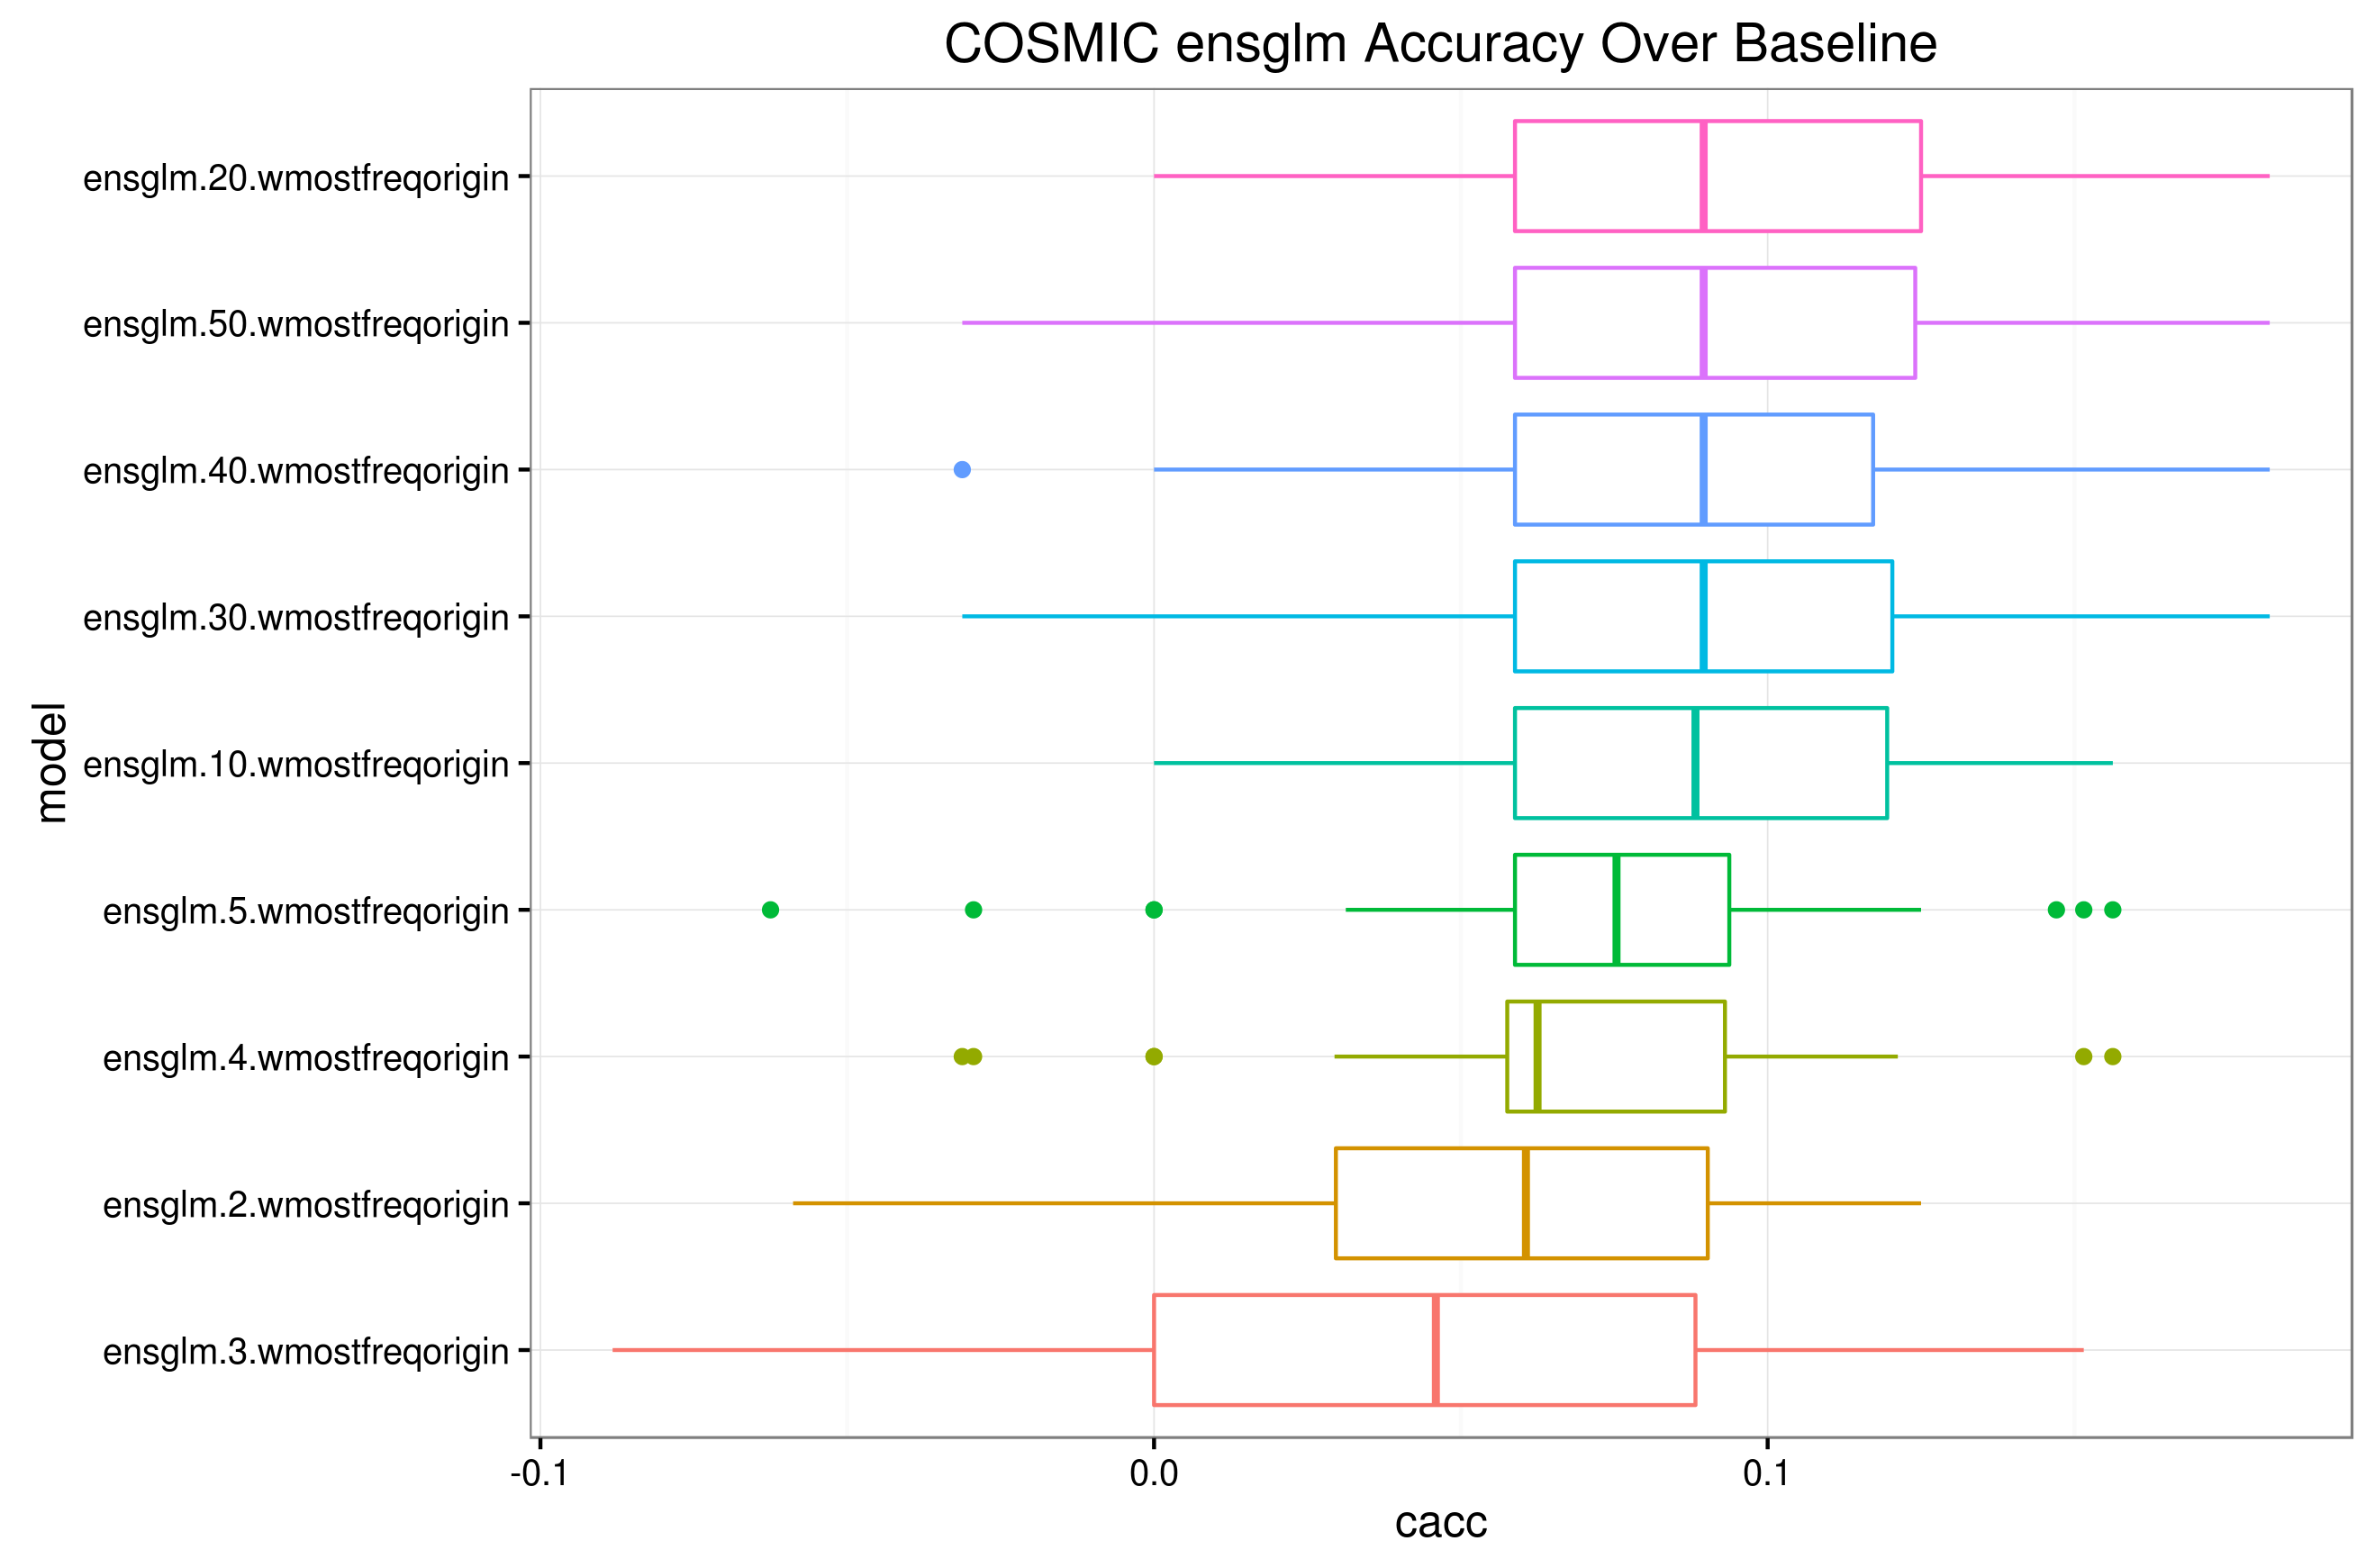 COSMIC ensglm Accuracy Over Baseline
model
ensglm.20.wmostfreqorigin
ensglm.50.wmostfreqorigin
ensglm.40.wmostfreqorigin
ensglm.30.wmostfreqorigin
ensglm.10.wmostfreqorigin
ensglm.5.wmostfreqorigin
ensglm.4.wmostfreqorigin
ensglm.2.wmostfreqorigin
ensglm.3.wmostfreqorigin
-0.1 0.0 0.1
cacc